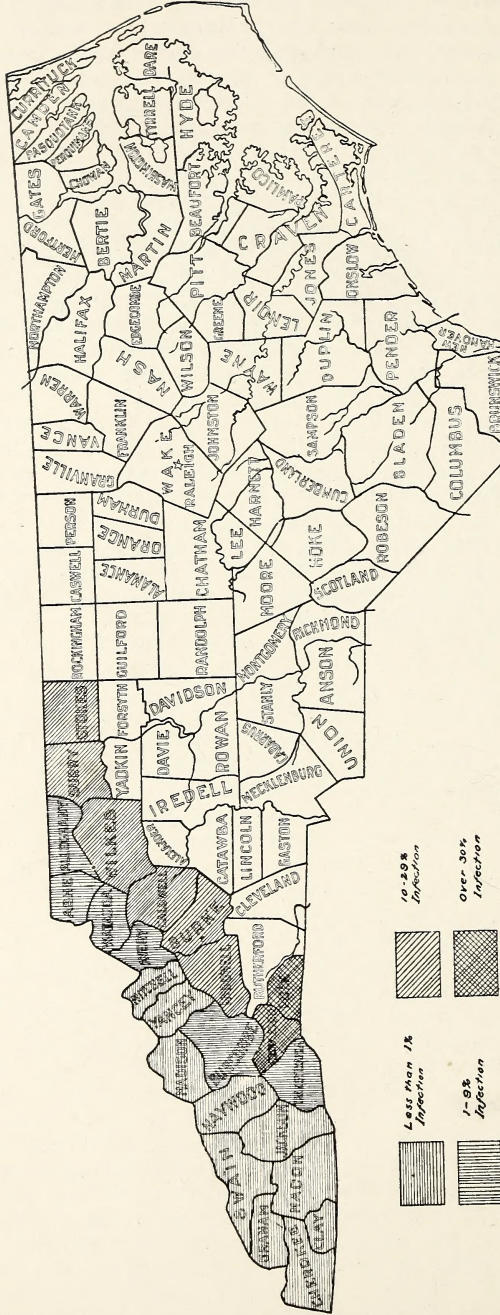 CURRITUCK
CAMDEN
PASQUOTANK
PERQUIMANS
CHOWAN
GATES
HERTFORD
BERTIE
NORTHAMPTON
HALIFAX
MARTIN
WASHINGTON
TYRRELL
DARE
HYDE
BEAUFORT
PITT
EDGECOMBE
NASH
WARREN
VANCE
FRANKLIN
GRANVILLE
WILSON
GREENE
CRAVEN
PAMLICO
CARTERET
JONES
LENOIR
WAYNE
ONSLOW
DUPLIN
PENDER
NEW HANOVER
BRUNSWICK
COLUMBUS
BLADEN
SAMPSON
CUMBERLAND
JOHNSTON
WAKE
RALEIGH
HARNETT
LEE
HOKE
ROBESON
SCOTLAND
RICHMOND
MOORE
MONTGOMERY
CHATHAM
DURHAM
ORANGE
ALAMANCE
PERSON
CASWELL
ROCKINGHAM
GUILFORD
RANDOLPH
STOKES
FORSYTH
DAVIDSON
STANLY
ANSON
UNION
CABARRUS
MECKLENBURG
ROWAN
DAVIE
YADKIN
SURRY
IREDELL
ALEXANDER
CATAWBA
LINCOLN
GASTON
CLEVELAND
RUTHERFORD
ALLEGHANY
ASHE
WILKES
WATAUGA
CALDWELL
AVERY
BURKE
MITCHELL
YANCEY
MADISON
BUNCOMBE
HAYWOOD
JACKSON
SWAIN
MACON
GRAHAM
CHEROKEE
CLAY
Less than 1%
Infection
1-9%
Infection
10-29%
Infection
Over 30%
Infection